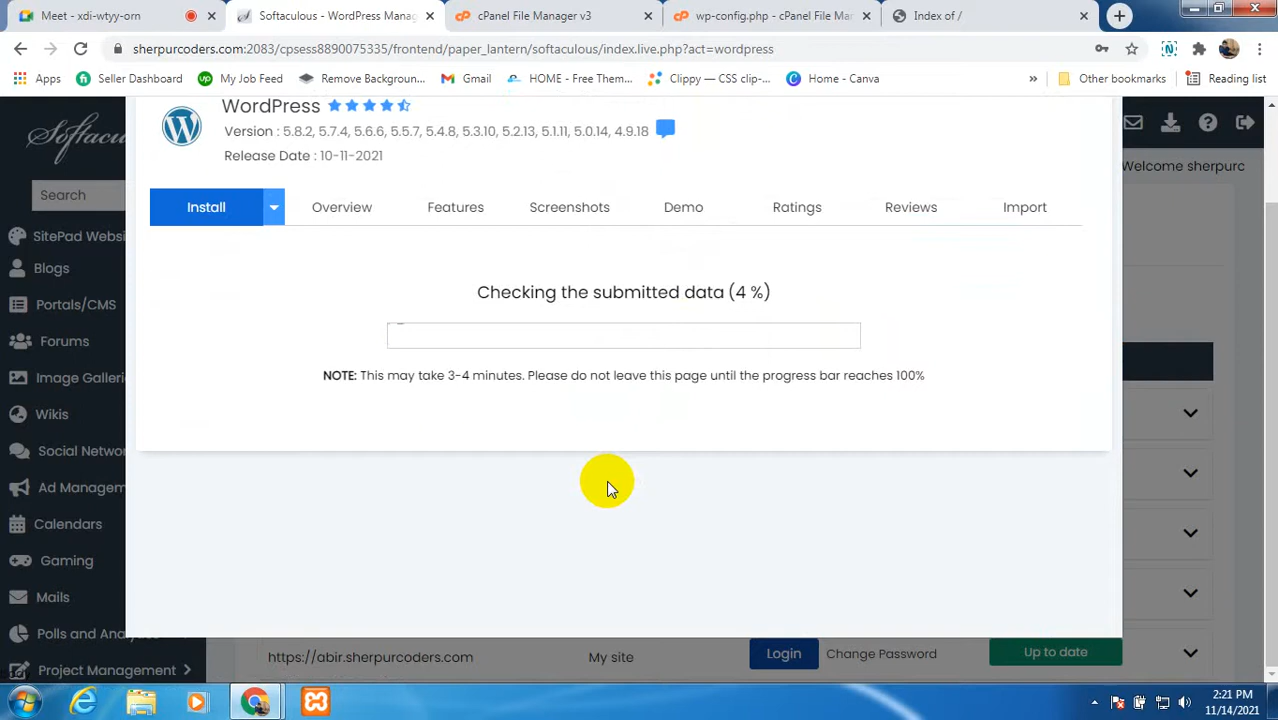 Meet - xdi-wtyy-orn
Softaculous - WordPress Manag
cPanel File Manager v3
wp-config.php - cPanel File Man
Index of /
sherpurcoders.com:2083/cpsess8890075335/frontend/paper_lantern/softaculous/index.live.php?act=wordpress
Apps
Seller Dashboard
My Job Feed
Remove Backgroun...
Gmail
HOME - Free Them...
Clippy — CSS clip-...
Home - Canva
»
Other bookmarks
Reading list
Softacu
WordPress
Version : 5.8.2, 5.7.4, 5.6.6, 5.5.7, 5.4.8, 5.3.10, 5.2.13, 5.1.11, 5.0.14, 4.9.18
Release Date : 10-11-2021
Welcome sherpurc
Search
Install
Overview
Features
Screenshots
Demo
Ratings
Reviews
Import
SitePad Websi
Blogs
Portals/CMS
Forums
Image Galleri
Wikis
Social Netwo
Ad Managem
Calendars
Gaming
Mails
Polls and Analytics
Project Management
Checking the submitted data (4 %)
NOTE: This may take 3-4 minutes. Please do not leave this page until the progress bar reaches 100%
https://abir.sherpurcoders.com
My site
Login
Change Password
Up to date
2:21 PM
11/14/2021